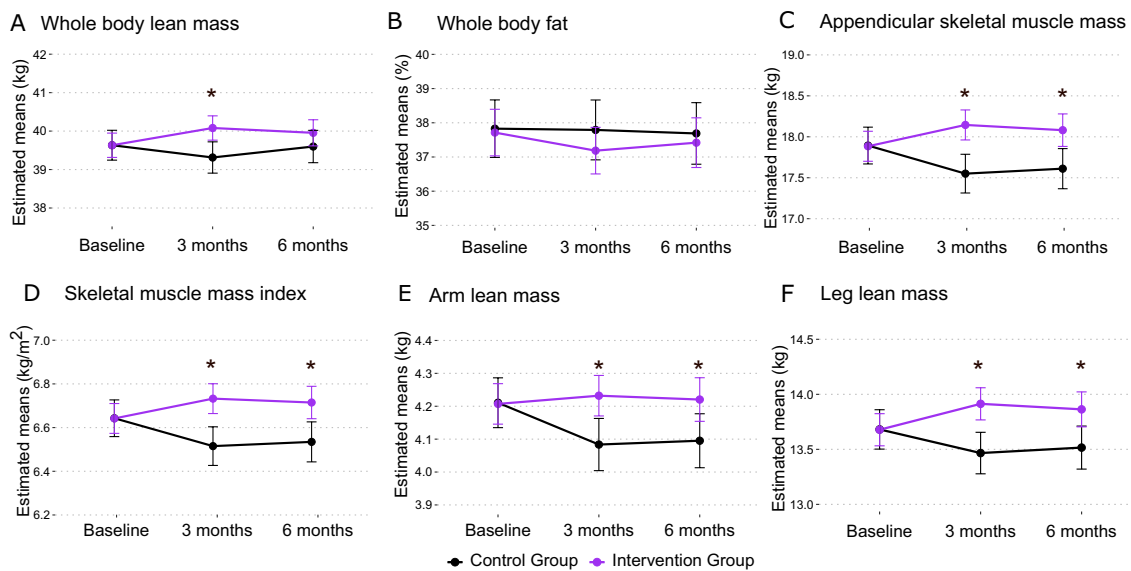 A Whole body lean mass
Estimated means (kg)
42
41
40
39
38
*
Baseline 3 months 6 months
B Whole body fat
Estimated means (%)
40
39
38
37
36
35
Baseline 3 months 6 months
C Appendicular skeletal muscle mass
Estimated means (kg)
19.0
18.5
18.0
17.5
17.0
* *
Baseline 3 months 6 months
D Skeletal muscle mass index
Estimated means (kg/m²)
7.0
6.8
6.6
6.4
6.2
* *
Baseline 3 months 6 months
E Arm lean mass
Estimated means (kg)
4.4
4.3
4.2
4.1
4.0
3.9
* *
Baseline 3 months 6 months
F Leg lean mass
Estimated means (kg)
14.5
14.0
13.5
13.0
* *
Baseline 3 months 6 months
Control Group Intervention Group